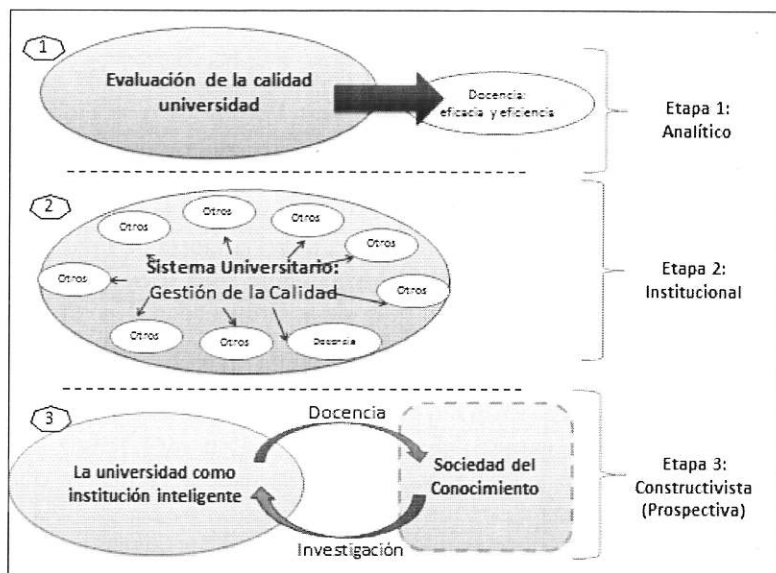 1
Evaluación de la calidad
universidad
Docencia:
eficacia y eficiencia
Etapa 1:
Analítico
2
Otros
Otros
Otros
Otros
Otros
Otros
Otros
Otros
Docencia
Sistema Universitario:
Gestión de la Calidad
Etapa 2:
Institucional
3
La universidad como
institución inteligente
Docencia
Investigación
Sociedad del
Conocimiento
Etapa 3:
Constructivista
(Prospectiva)